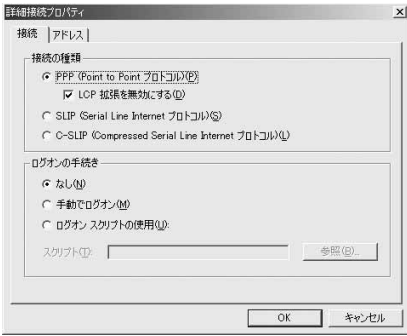 詳細接続プロパティ
接続 アドレス
接続の種類
PPP (Point to Point プロトコル)(P)
LCP 拡張を無効にする(D)
SLIP (Serial Line Internet プロトコル)(S)
C-SLIP (Compressed Serial Line Internet プロトコル)(L)
ログオンの手続き
なし(N)
手動でログオン(M)
ログオン スクリプトの使用(U):
スクリプト(T):
参照(B)...
OK キャンセル